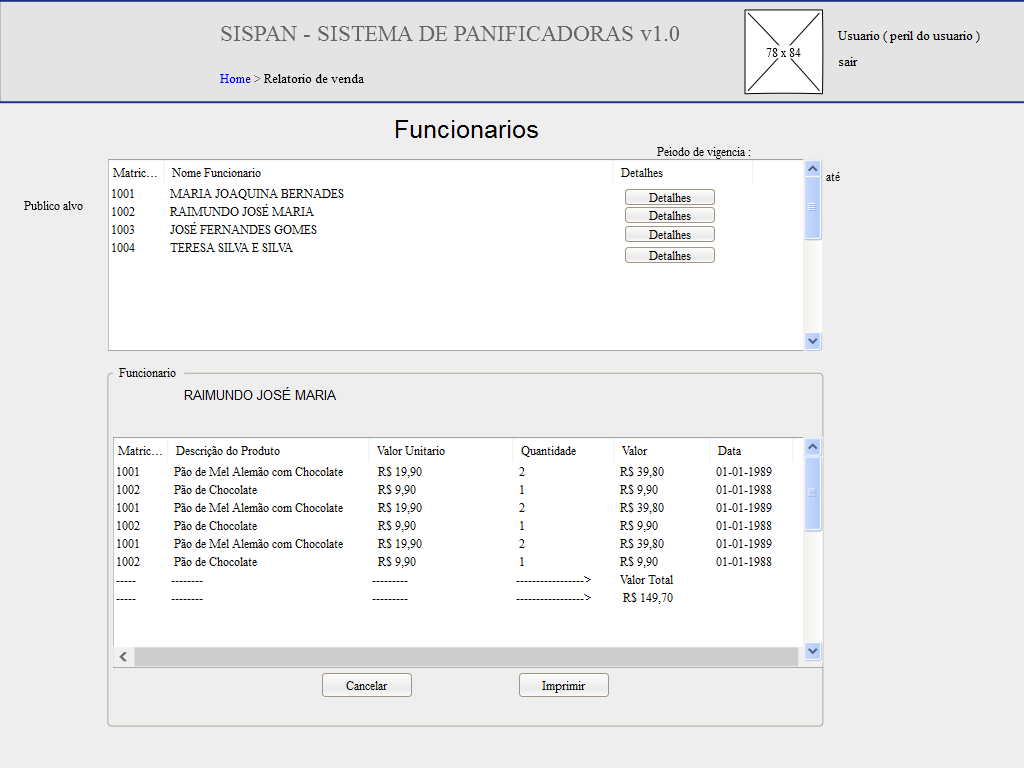 SISPAN - SISTEMA DE PANIFICADORAS v1.0
78 x 84
Usuario ( peril do usuario )
sair
Home > Relatorio de venda
Funcionarios
Peiodo de vigencia :
até
Publico alvo
Matric... Nome Funcionario Detalhes
1001 MARIA JOAQUINA BERNADES Detalhes
1002 RAIMUNDO JOSÉ MARIA Detalhes
1003 JOSÉ FERNANDES GOMES Detalhes
1004 TERESA SILVA E SILVA Detalhes
Funcionario
RAIMUNDO JOSÉ MARIA
Matric... Descrição do Produto Valor Unitario Quantidade Valor Data
1001 Pão de Mel Alemão com Chocolate R$ 19,90 2 R$ 39,80 01-01-1989
1002 Pão de Chocolate R$ 9,90 1 R$ 9,90 01-01-1988
1001 Pão de Mel Alemão com Chocolate R$ 19,90 2 R$ 39,80 01-01-1989
1002 Pão de Chocolate R$ 9,90 1 R$ 9,90 01-01-1988
1001 Pão de Mel Alemão com Chocolate R$ 19,90 2 R$ 39,80 01-01-1989
1002 Pão de Chocolate R$ 9,90 1 R$ 9,90 01-01-1988
----- -------- --------- -----------------> Valor Total
----- -------- --------- -----------------> R$ 149,70
Cancelar Imprimir